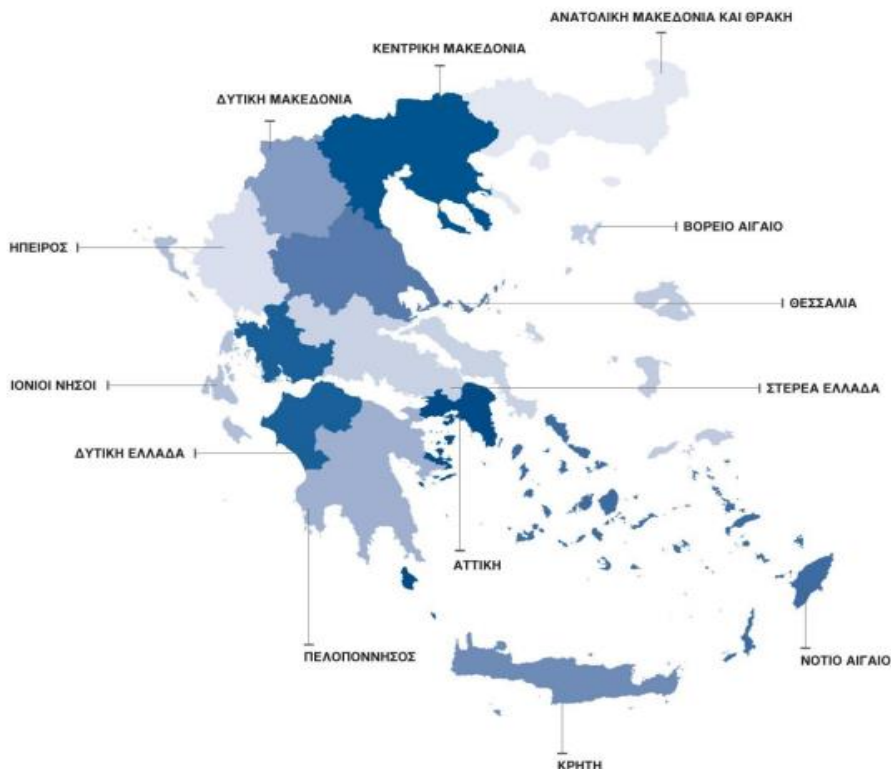 ΑΝΑΤΟΛΙΚΗ ΜΑΚΕΔΟΝΙΑ ΚΑΙ ΘΡΑΚΗ
ΚΕΝΤΡΙΚΗ ΜΑΚΕΔΟΝΙΑ
ΔΥΤΙΚΗ ΜΑΚΕΔΟΝΙΑ
ΒΟΡΕΙΟ ΑΙΓΑΙΟ
ΗΠΕΙΡΟΣ
ΘΕΣΣΑΛΙΑ
ΙΟΝΙΟΙ ΝΗΣΟΙ
ΣΤΕΡΕΑ ΕΛΛΑΔΑ
ΔΥΤΙΚΗ ΕΛΛΑΔΑ
ΑΤΤΙΚΗ
ΠΕΛΟΠΟΝΝΗΣΟΣ
ΝΟΤΙΟ ΑΙΓΑΙΟ
ΚΡΗΤΗ